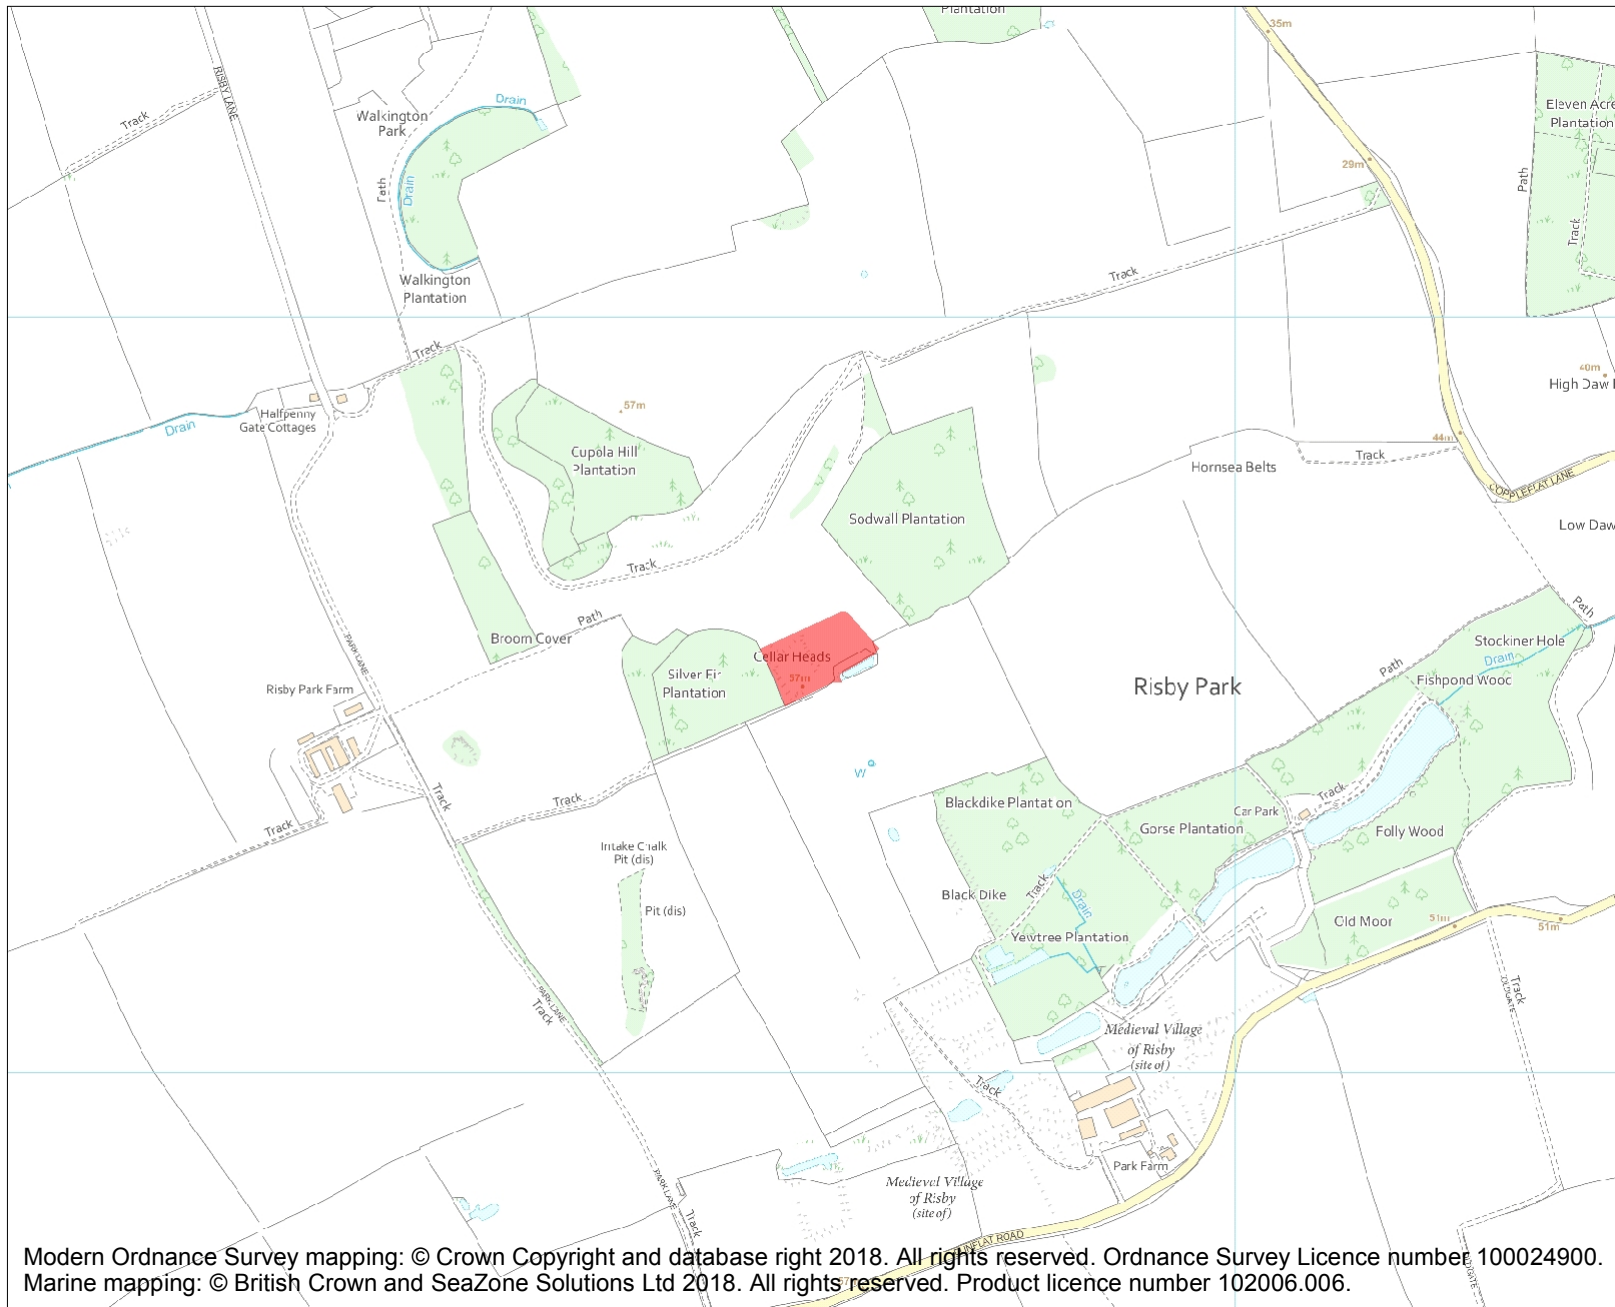 Plantation
35m
RISBY LANE
Track
Walkington
Park
Drain
Eleven Acre
Plantation
29m
Path
Drain
Path
Track
Walkington
Plantation
Track
Track
40m
High Daw
Halfpenny
Gate Cottages
Drain
57m
Cupola Hill
Plantation
44m
Track
Hornsea Belts
COPPLEFLAT LANE
Sodwall Plantation
Low Daw
Track
Path
Path
Broom Cover
PARK LANE
Stockiner Hole
Drain
Path
Cellar Heads
57m
Silver Fir
Plantation
Risby Park
Fishpond Wood
Risby Park Farm
W
Track
Track
Track
Track
Blackdike Plantation
Car Park
Gorse Plantation
Folly Wood
Intake Chalk
Pit (dis)
Pit (dis)
Black Dike
Track
Drain
Old Moor
51m
51m
Yewtree Plantation
PARK LANE
Track
Track
OLDGATE
Medieval Village
of Risby
(site of)
Track
Park Farm
PARK LANE
Track
Medieval Village
of Risby
(site of)
57m
Modern Ordnance Survey mapping: © Crown Copyright and database right 2018. All rights reserved. Ordnance Survey Licence number 100024900.
Marine mapping: © British Crown and SeaZone Solutions Ltd 2018. All rights reserved. Product licence number 102006.006.